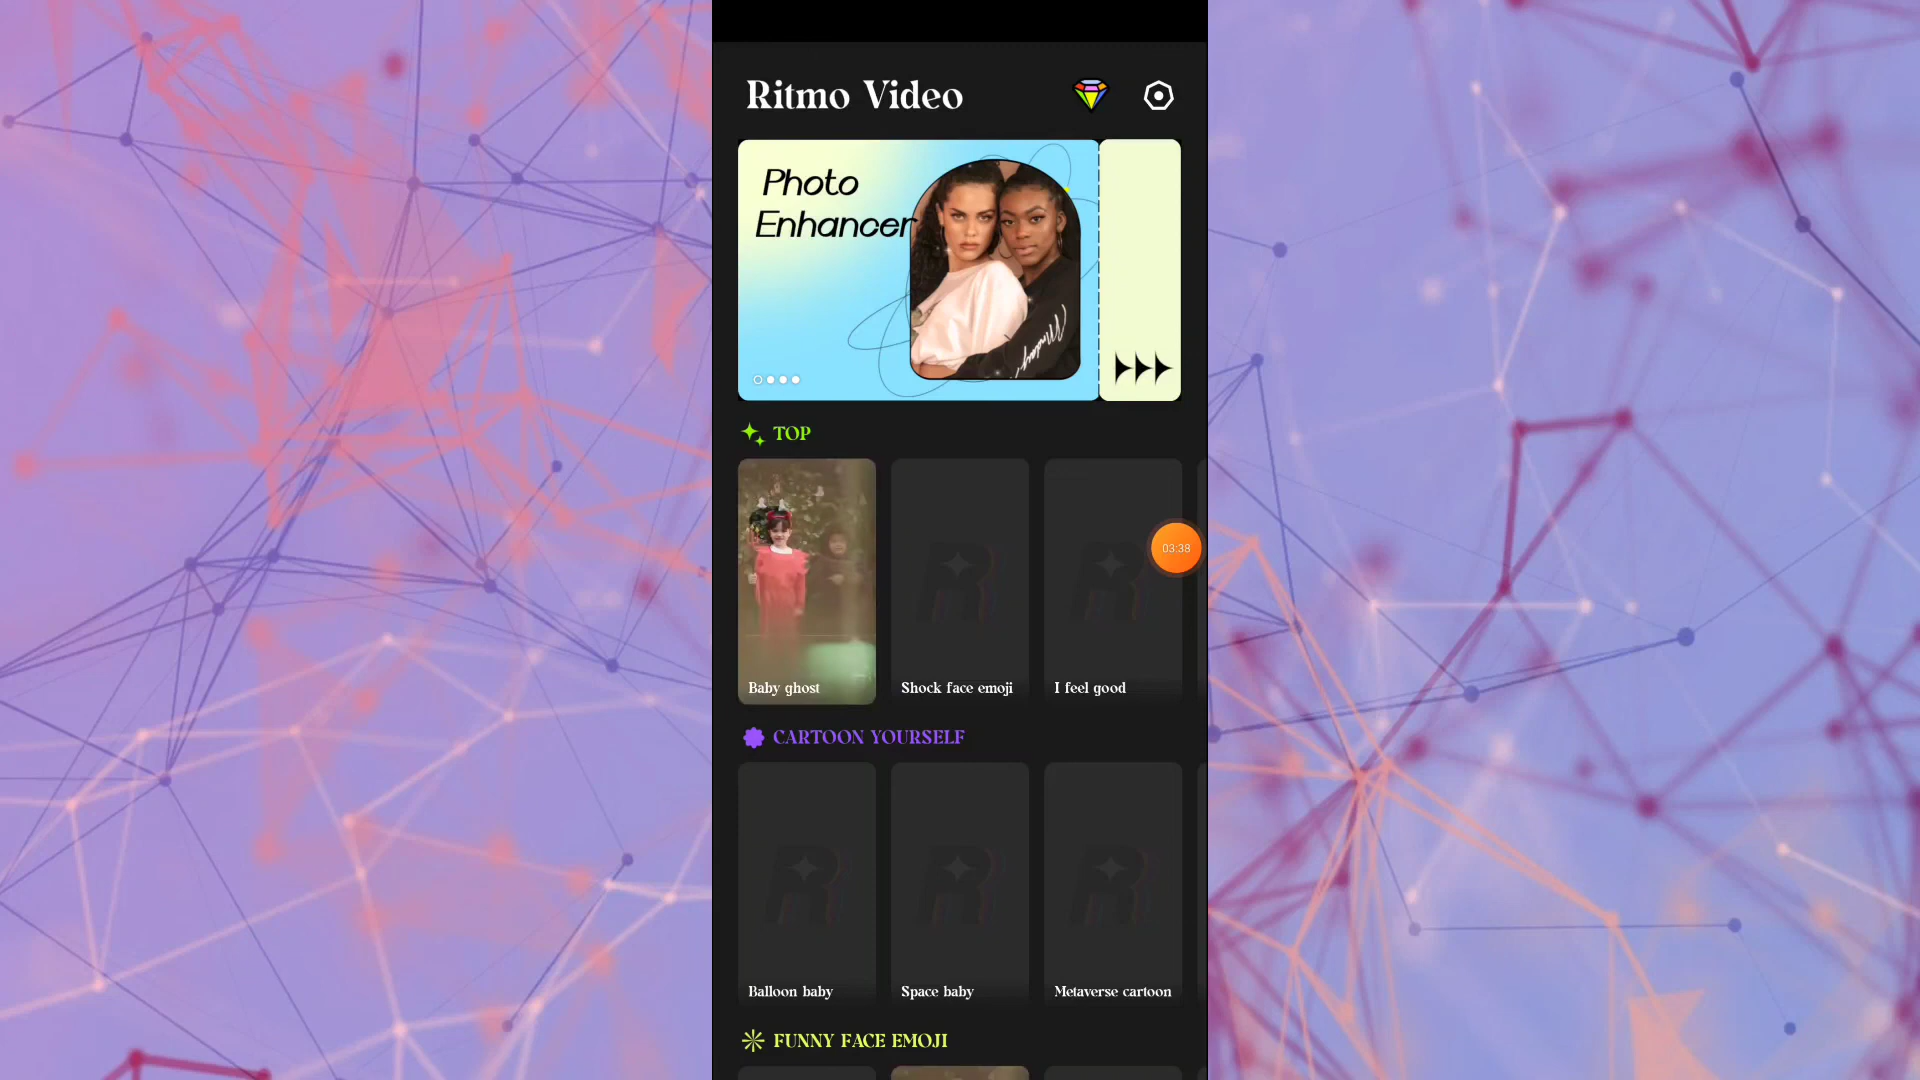 Ritmo Video
Photo
Enhancer
TOP
Baby ghost
Shock face emoji
I feel good
03:38
CARTOON YOURSELF
Balloon baby
Space baby
Metaverse cartoon
FUNNY FACE EMOJI